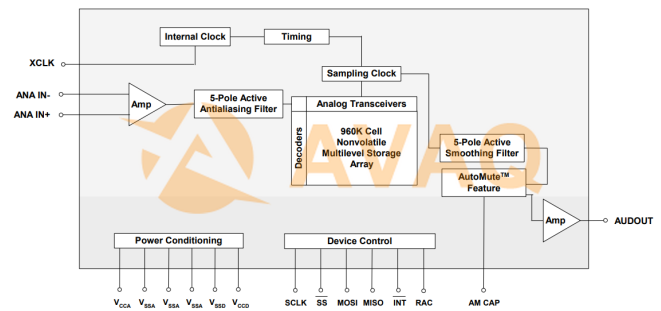 Internal Clock
Timing
XCLK
Sampling Clock
ANA IN-
ANA IN+
Amp
5-Pole Active
Antialiasing Filter
Decoders
Analog Transceivers
960K Cell
Nonvolatile
Multilevel Storage
Array
5-Pole Active
Smoothing Filter
AVAQ
AutoMute™
Feature
Amp
AUDOUT
Power Conditioning
Device Control
VCCA VSSA VSSA VSSA VSSD VCCD
SCLK SS MOSI MISO INT RAC
AM CAP